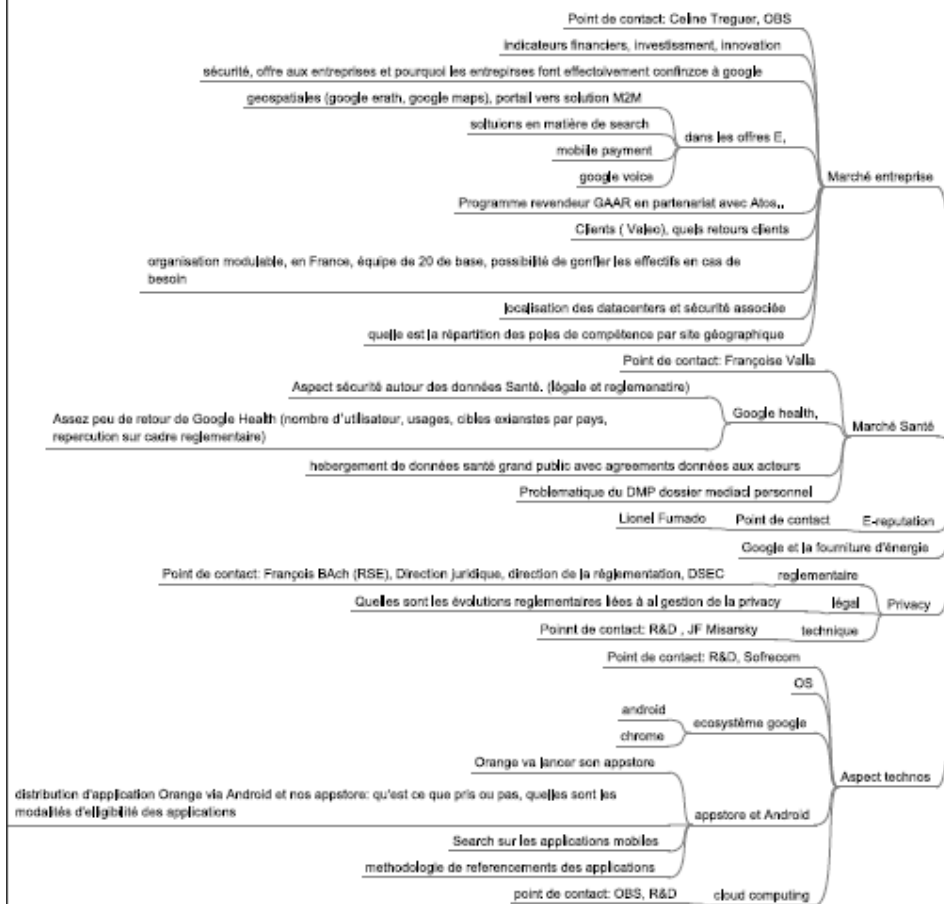 Point de contact: Celine Treguer, OBS
indicateurs financiers, investissment, innovation
sécurité, offre aux entreprises et pourquoi les entrepirses font effectoivement confinzce à google
geospatiales (google erath, google maps), portail vers solution M2M
soltuions en matière de search
dans les offres E,
mobiile payment
google voice
Marché entreprise
Programme revendeur GAAR en partenariat avec Atos,,
Clients ( Valeo), quels retours clients
organisation modulable, en France, équipe de 20 de base, possibilité de gonfler les effectifs en cas de
besoin
localisation des datacenters et sécurité associée
quelle est la répartition des poles de compétence par site géographique
Point de contact: Françoise Valla
Aspect sécurité autour des données Santé. (légale et reglemenatire)
Google health,
Assez peu de retour de Google Health (nombre d'utilisateur, usages, cibles exianstes par pays,
repercution sur cadre reglementaire)
Marché Santé
hebergement de données santé grand public avec agreements données aux acteurs
Problematique du DMP dossier mediacl personnel
Lionel Fumado
Point de contact
E-reputation
Google et la fourniture d'énergie
Point de contact: François BAch (RSE), Direction juridique, direction de la réglementation, DSEC
reglementaire
Quelles sont les évolutions reglementaires liées à al gestion de la privacy
légal
Privacy
Poinnt de contact: R&D , JF Misarsky
technique
Point de contact: R&D, Sofrecom
OS
android
ecosystème google
chrome
Orange va lancer son appstore
Aspect technos
distribution d'application Orange via Android et nos appstore: qu'est ce que pris ou pas, quelles sont les
modalités d'elligibilité des applications
appstore et Android
Search sur les applications mobiles
methodologie de referencements des applications
point de contact: OBS, R&D
cloud computing